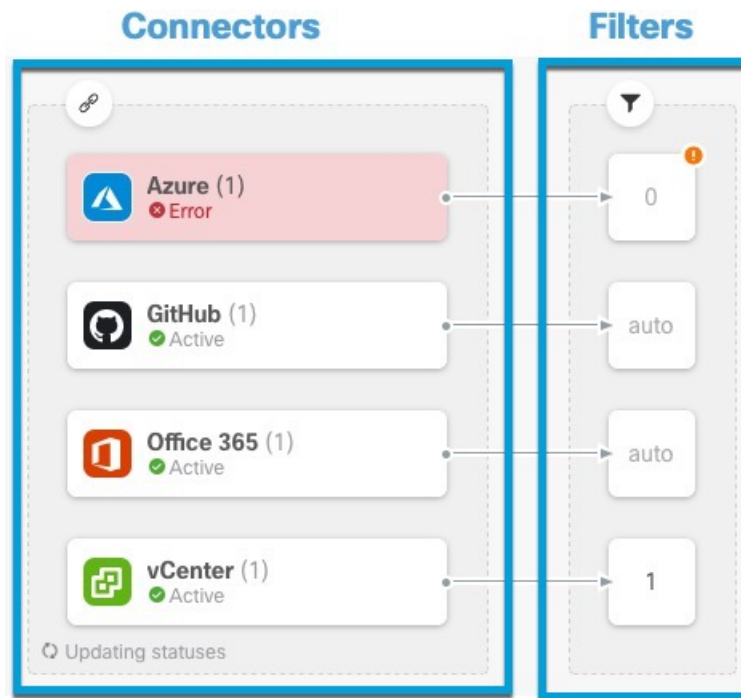 Connectors
Filters
Azure (1)
Error
0
GitHub (1)
Active
auto
Office 365 (1)
Active
auto
vCenter (1)
Active
1
Updating statuses